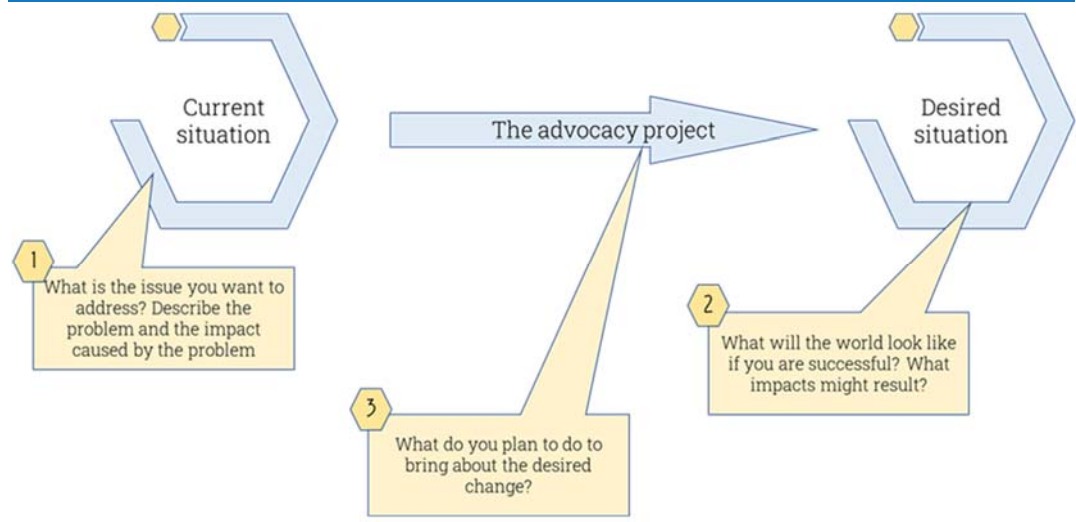 Current
situation
The advocacy project
Desired
situation
1
What is the issue you want to
address? Describe the
problem and the impact
caused by the problem
2
What will the world look like
if you are successful? What
impacts might result?
3
What do you plan to do to
bring about the desired
change?